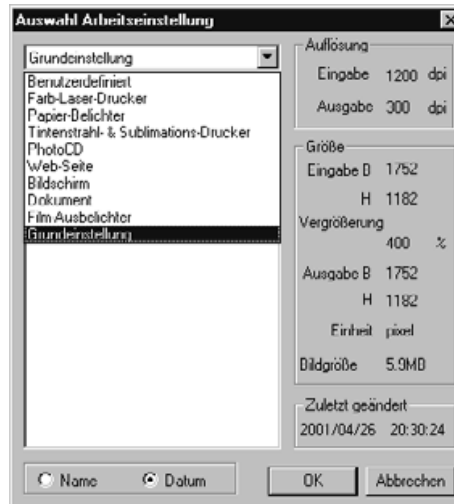 Auswahl Arbeitseinstellung
Grundeinstellung
Benutzerdefiniert
Farb-Laser-Drucker
Papier-Belichter
Tintenstrahl- & Sublimations-Drucker
PhotoCD
Web-Seite
Bildschirm
Dokument
Film Ausbelichter
Grundeinstellung
Name
Datum
Auflösung
Eingabe 1200 dpi
Ausgabe 300 dpi
Größe
Eingabe B 1752
H 1182
Vergrößerung
400 %
Ausgabe B 1752
H 1182
Einheit pixel
Bildgröße 5.9MB
Zuletzt geändert
2001/04/26 20:30:24
OK
Abbrechen